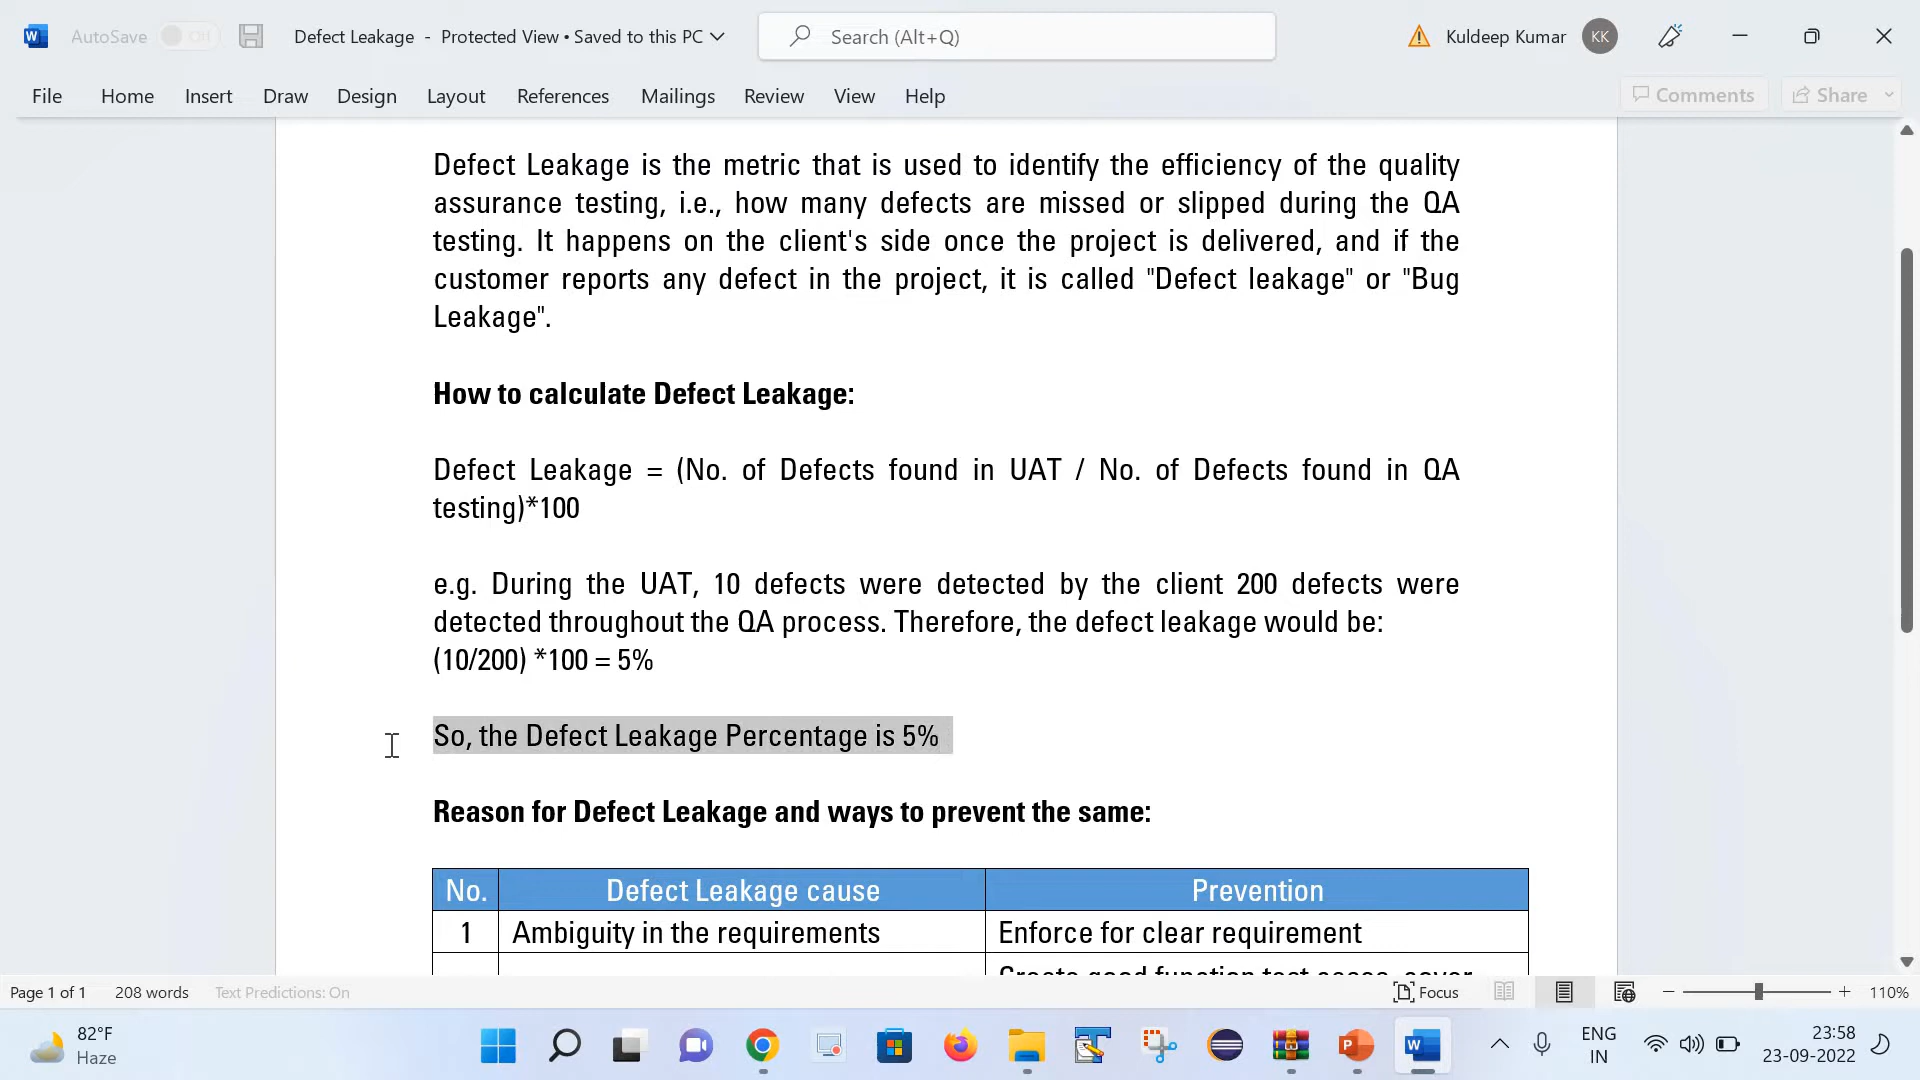 AutoSave Off Defect Leakage - Protected View • Saved to this PC Search (Alt+Q) Kuldeep Kumar KK
File Home Insert Draw Design Layout References Mailings Review View Help Comments Share
Defect Leakage is the metric that is used to identify the efficiency of the quality
assurance testing, i.e., how many defects are missed or slipped during the QA
testing. It happens on the client's side once the project is delivered, and if the
customer reports any defect in the project, it is called "Defect leakage" or "Bug
Leakage".
How to calculate Defect Leakage:
Defect Leakage = (No. of Defects found in UAT / No. of Defects found in QA
testing)*100
e.g. During the UAT, 10 defects were detected by the client 200 defects were
detected throughout the QA process. Therefore, the defect leakage would be:
(10/200) *100 = 5%
So, the Defect Leakage Percentage is 5%
Reason for Defect Leakage and ways to prevent the same:
No. Defect Leakage cause Prevention
1 Ambiguity in the requirements Enforce for clear requirement
Create good function test cases, cover
Page 1 of 1 208 words Text Predictions: On Focus 110%
82°F
Haze
ENG
IN
23:58
23-09-2022